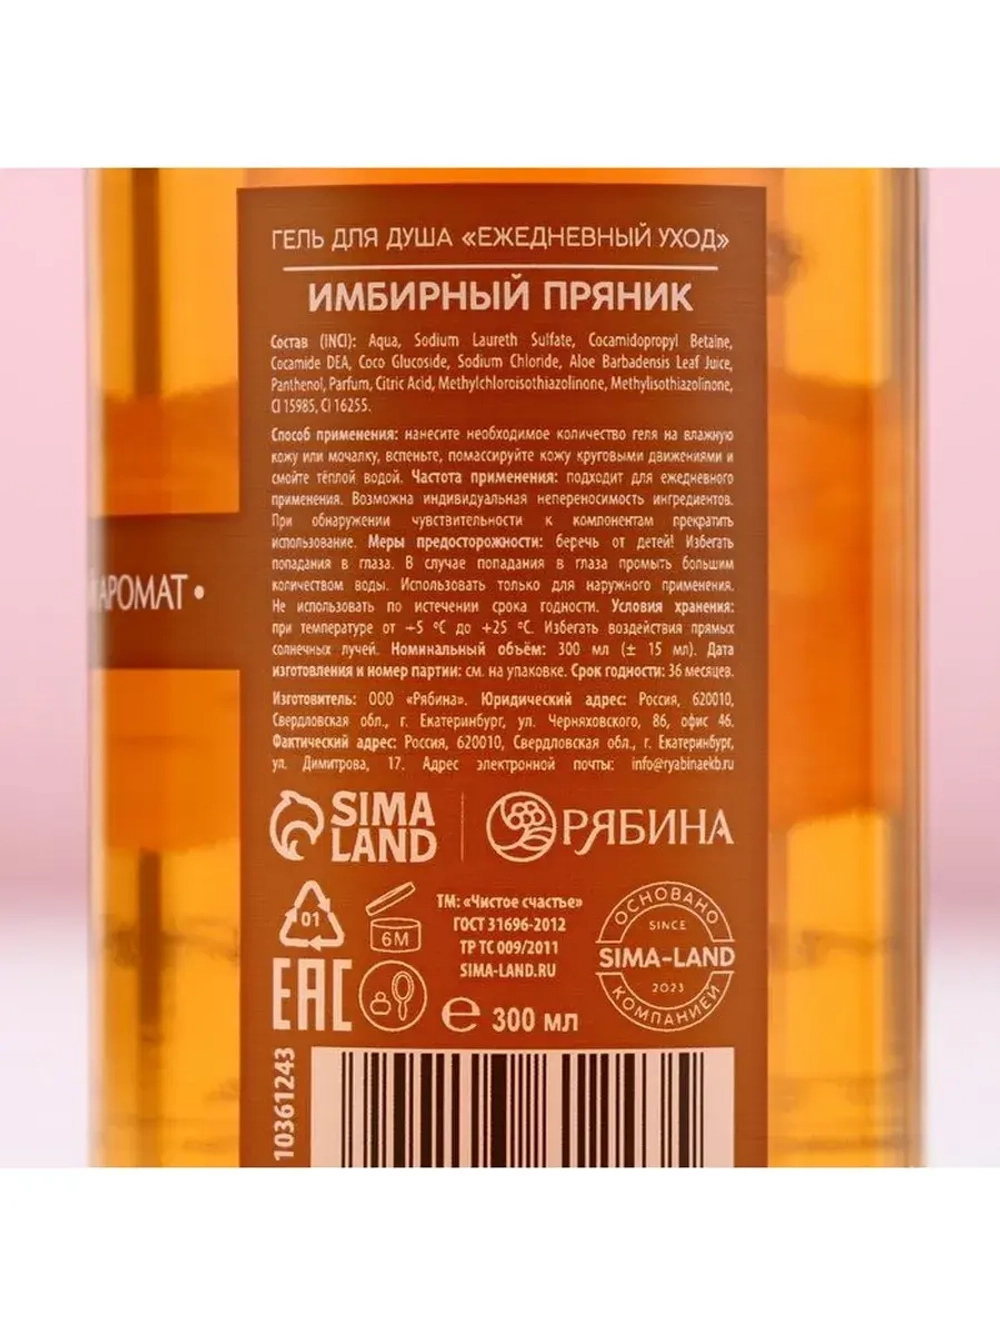 ГЕЛЬ ДЛЯ ДУША «ЕЖЕДНЕВНЫЙ УХОД»
ИМБИРНЫЙ ПРЯНИК
Состав (INCI): Aqua, Sodium Laureth Sulfate, Cocamidopropyl Betaine,
Cocamide DEA, Coco Glucoside, Sodium Chloride, Aloe Barbadensis Leaf Juice,
Panthenol, Parfum, Citric Acid, Methylchloroisothiazolinone, Methylisothiazolinone,
CI 15985, CI 16255.
Способ применения: нанесите необходимое количество геля на влажную
кожу или мочалку, вспеньте, помассируйте кожу круговыми движениями и
смойте тёплой водой. Частота применения: подходит для ежедневного
применения. Возможна индивидуальная непереносимость ингредиентов.
При обнаружении чувствительности к компонентам прекратить
использование. Меры предосторожности: беречь от детей! Избегать
попадания в глаза. В случае попадания в глаза промыть большим
количеством воды. Использовать только для наружного применения.
Не использовать по истечении срока годности. Условия хранения:
при температуре от +5 °C до +25 °C. Избегать воздействия прямых
солнечных лучей. Номинальный объём: 300 мл (± 15 мл). Дата
изготовления и номер партии: см. на упаковке. Срок годности: 36 месяцев.
Изготовитель: ООО «Рябина». Юридический адрес: Россия, 620010,
Свердловская обл., г. Екатеринбург, ул. Черняховского, 86, офис 46.
Фактический адрес: Россия, 620010, Свердловская обл., г. Екатеринбург,
ул. Димитрова, 17. Адрес электронной почты: info@ryabinaekb.ru
АРОМАТ •
SIMA
LAND
РЯБИНА
01
6M
ТМ: «Чистое счастье»
ГОСТ 31696-2012
ТР ТС 009/2011
SIMA-LAND.RU
EAC
℮ 300 мл
ОСНОВАНО
SINCE
SIMA-LAND
2023
КОМПАНИЕЙ
10361243